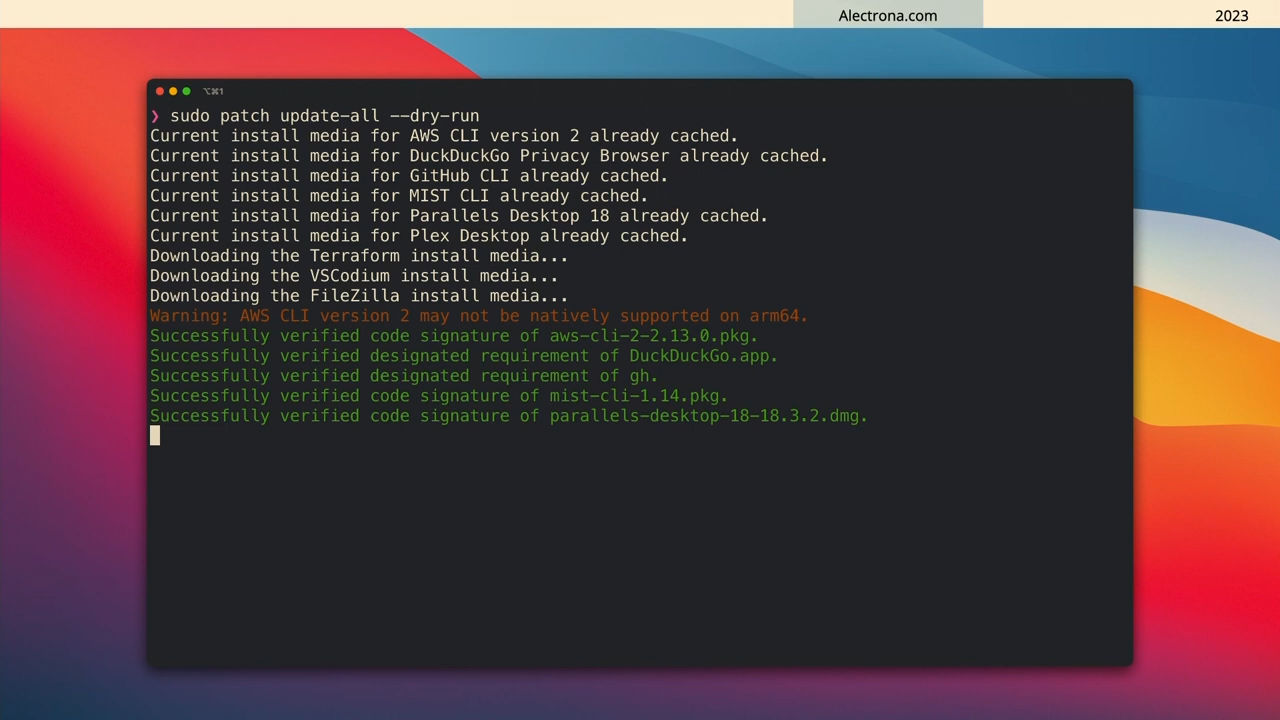 Alectrona.com
2023
⌥⌘1
❯ sudo patch update-all --dry-run
Current install media for AWS CLI version 2 already cached.
Current install media for DuckDuckGo Privacy Browser already cached.
Current install media for GitHub CLI already cached.
Current install media for MIST CLI already cached.
Current install media for Parallels Desktop 18 already cached.
Current install media for Plex Desktop already cached.
Downloading the Terraform install media...
Downloading the VSCodium install media...
Downloading the FileZilla install media...
Warning: AWS CLI version 2 may not be natively supported on arm64.
Successfully verified code signature of aws-cli-2-2.13.0.pkg.
Successfully verified designated requirement of DuckDuckGo.app.
Successfully verified designated requirement of gh.
Successfully verified code signature of mist-cli-1.14.pkg.
Successfully verified code signature of parallels-desktop-18-18.3.2.dmg.